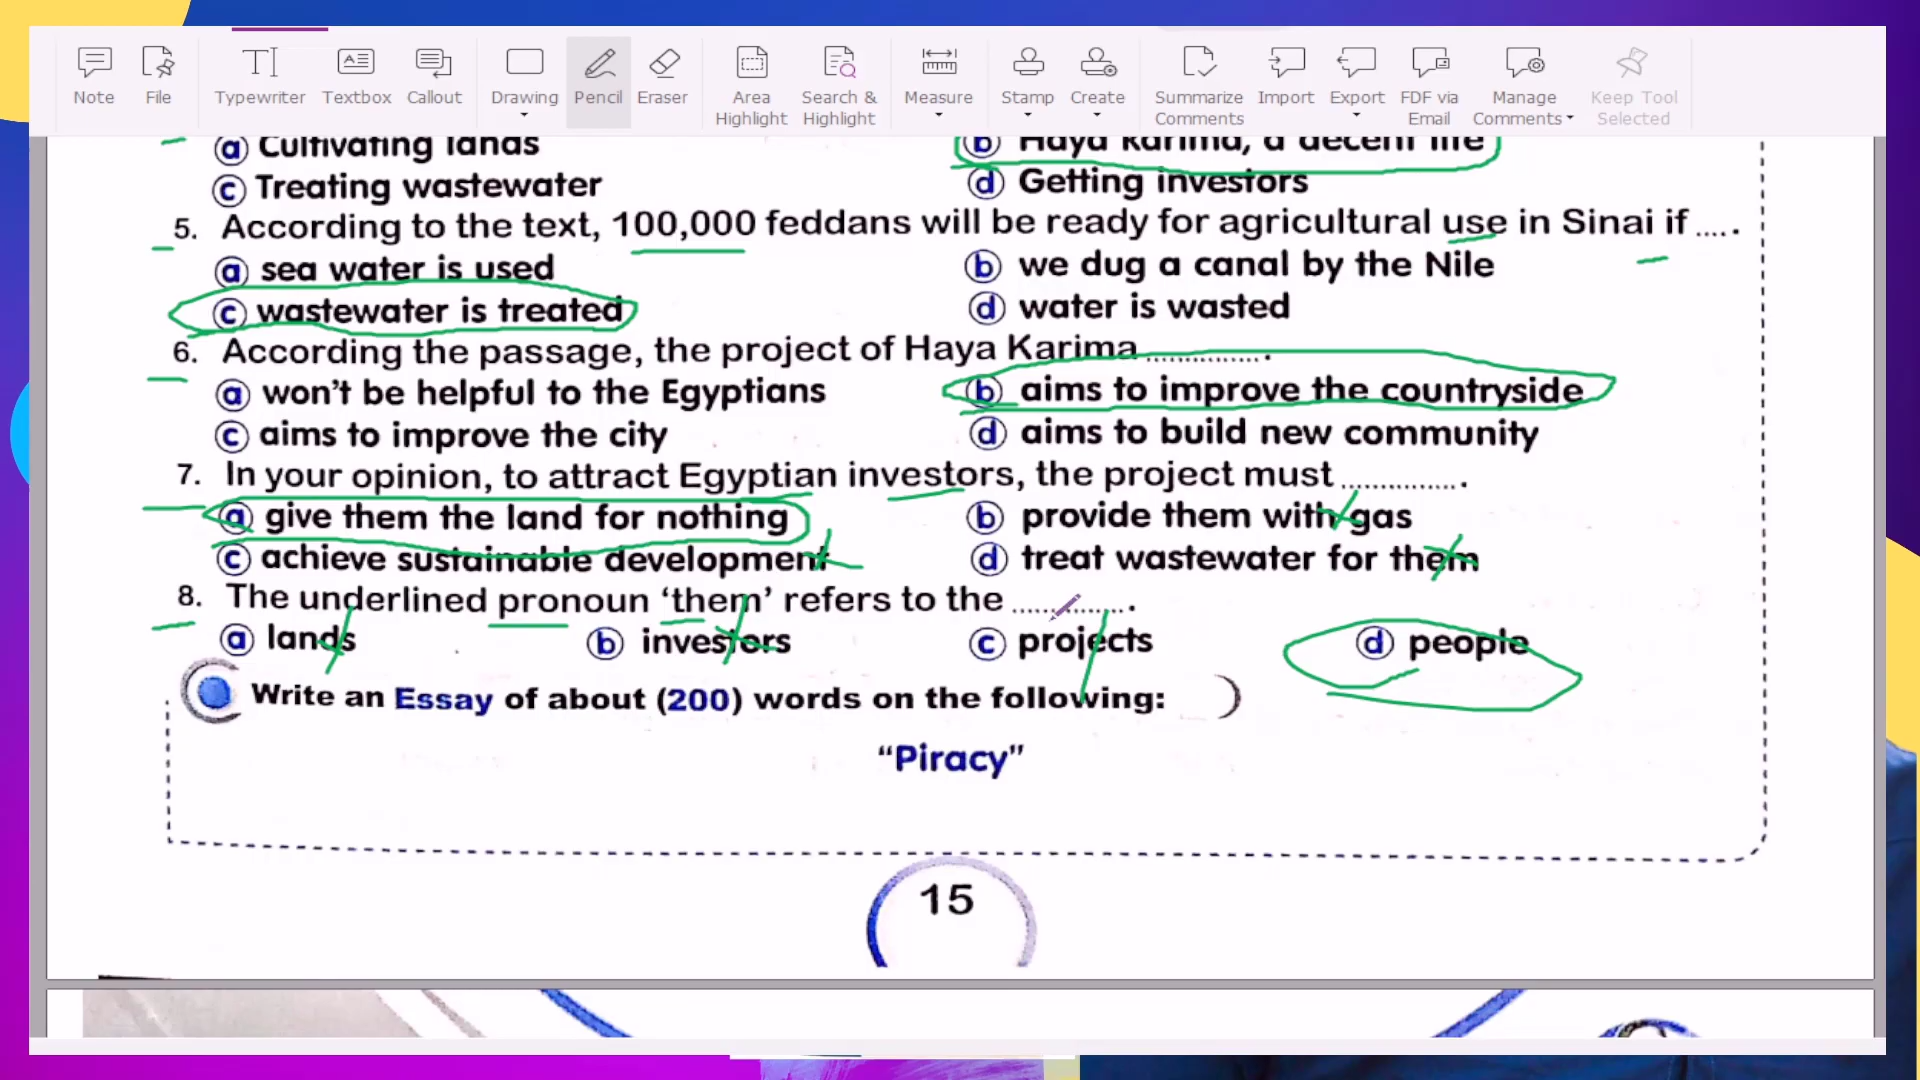 Note File Typewriter Textbox Callout Drawing Pencil Eraser Area Highlight Search & Highlight Measure Stamp Create Summarize Comments Import Export FDF via Email Manage Comments Keep Tool Selected
a Cultivating lands b Haya Karima, a decent life
c Treating wastewater d Getting investors
5. According to the text, 100,000 feddans will be ready for agricultural use in Sinai if .... .
a sea water is used b we dug a canal by the Nile
c wastewater is treated d water is wasted
6. According the passage, the project of Haya Karima ............... .
a won't be helpful to the Egyptians b aims to improve the countryside
c aims to improve the city d aims to build new community
7. In your opinion, to attract Egyptian investors, the project must .............. .
a give them the land for nothing b provide them with gas
c achieve sustainable development d treat wastewater for them
8. The underlined pronoun ‘them’ refers to the .............. .
a lands b investors c projects d people
Write an Essay of about (200) words on the following:
“Piracy”
15